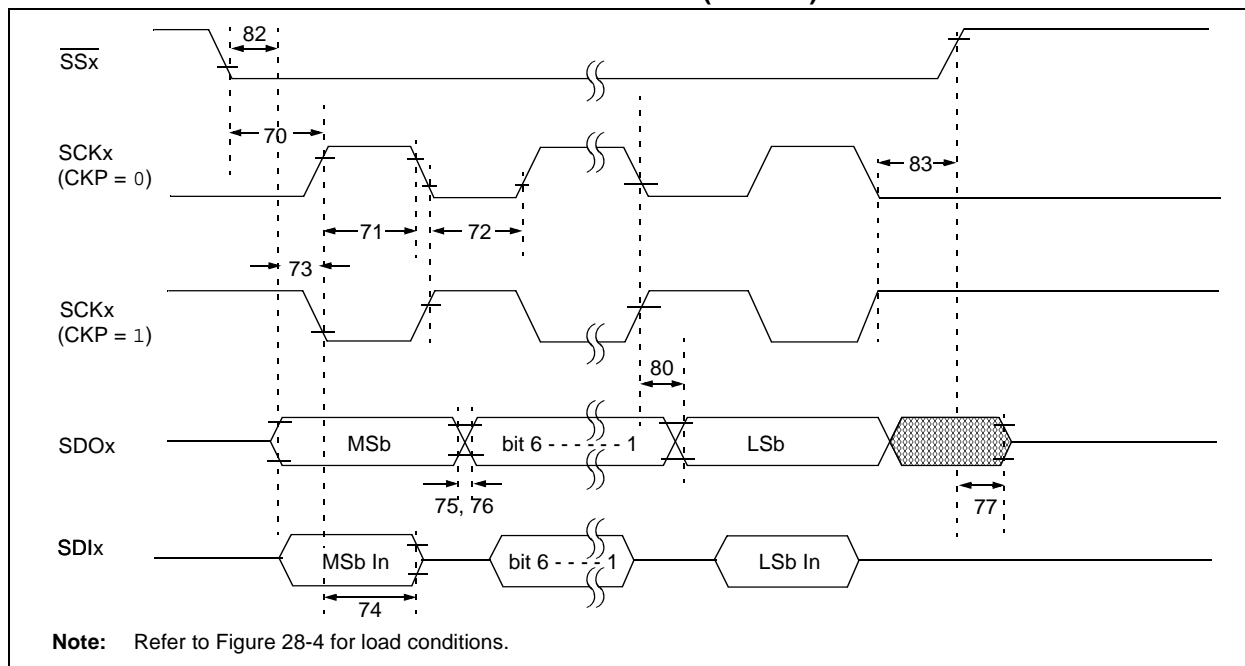 82
SSx
70
SCKx
(CKP = 0)
83
71
72
73
SCKx
(CKP = 1)
80
SDOx
MSb
bit 6 - - - - - - 1
LSb
75, 76
77
SDIx
MSb In
bit 6 - - - - 1
LSb In
74
Note: Refer to Figure 28-4 for load conditions.